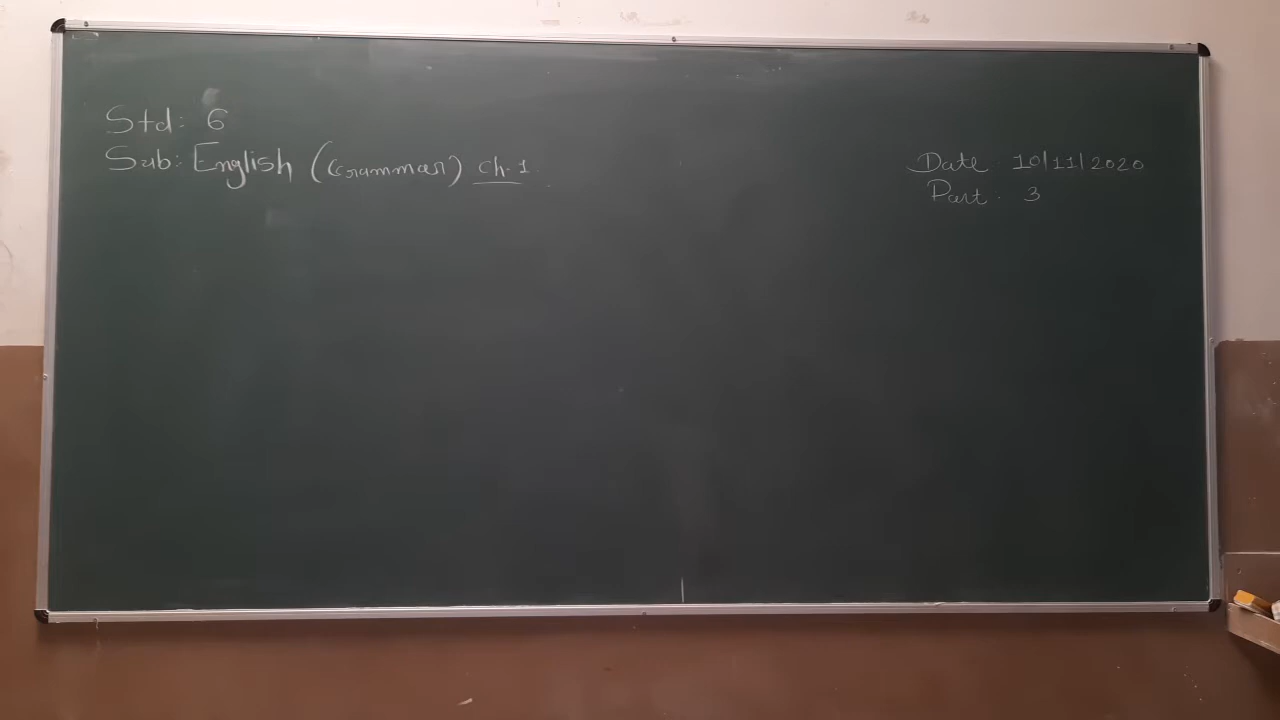 Std: 6
Sub: English (Grammar) ch. 1
Date. 10/11/2020
Part. 3